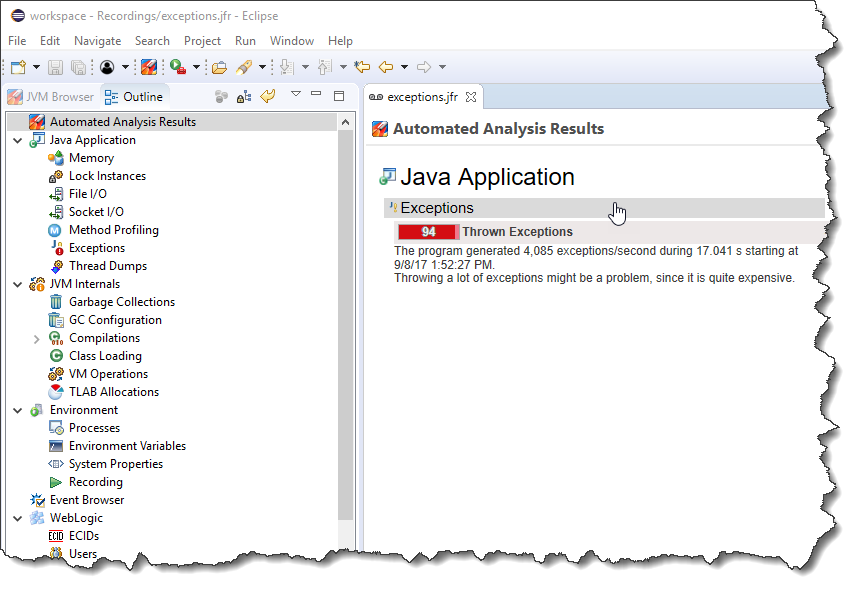 workspace - Recordings/exceptions.jfr - Eclipse
File Edit Navigate Search Project Run Window Help
JVM Browser Outline
Automated Analysis Results
Java Application
Memory
Lock Instances
File I/O
Socket I/O
Method Profiling
Exceptions
Thread Dumps
JVM Internals
Garbage Collections
GC Configuration
Compilations
Class Loading
VM Operations
TLAB Allocations
Environment
Processes
Environment Variables
System Properties
Recording
Event Browser
WebLogic
ECIDs
Users
exceptions.jfr
Automated Analysis Results
Java Application
Exceptions
94 Thrown Exceptions
The program generated 4,085 exceptions/second during 17.041 s starting at
9/8/17 1:52:27 PM.
Throwing a lot of exceptions might be a problem, since it is quite expensive.